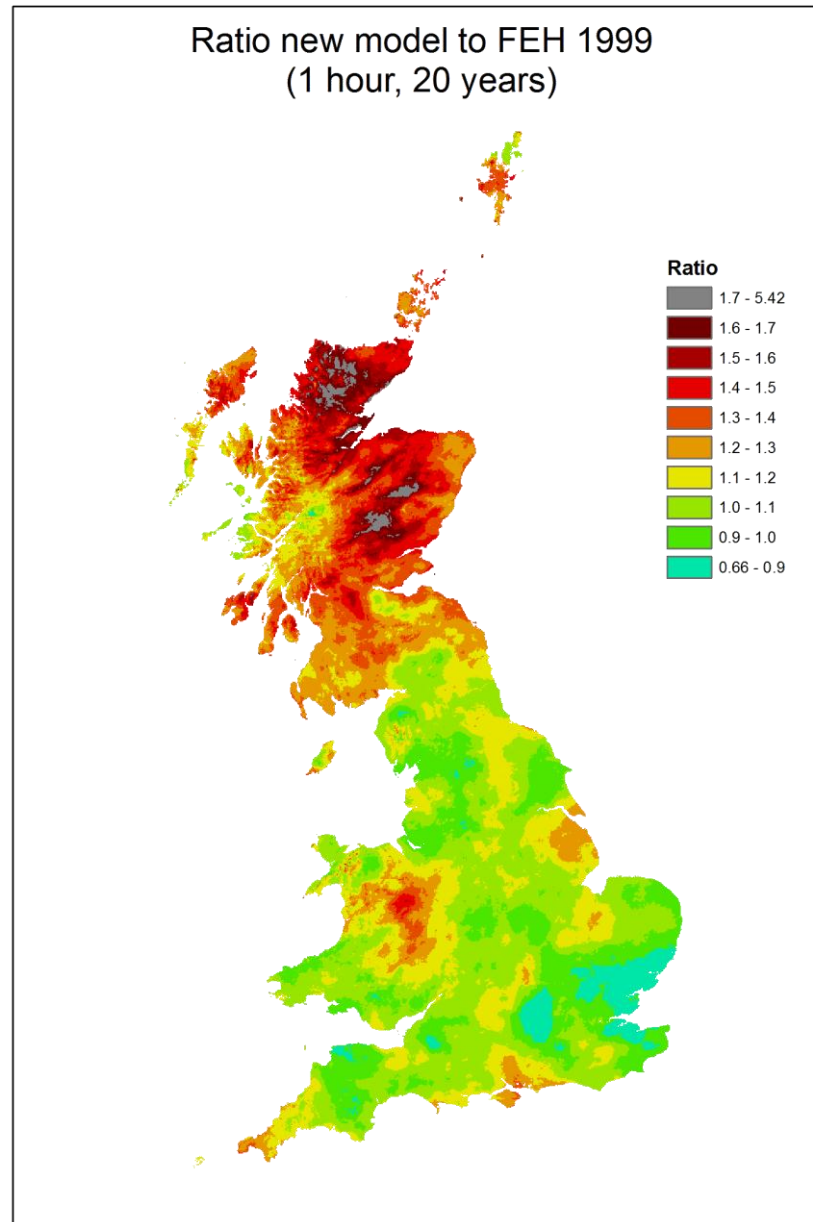 Ratio new model to FEH 1999
(1 hour, 20 years)
Ratio
1.7 - 5.42
1.6 - 1.7
1.5 - 1.6
1.4 - 1.5
1.3 - 1.4
1.2 - 1.3
1.1 - 1.2
1.0 - 1.1
0.9 - 1.0
0.66 - 0.9